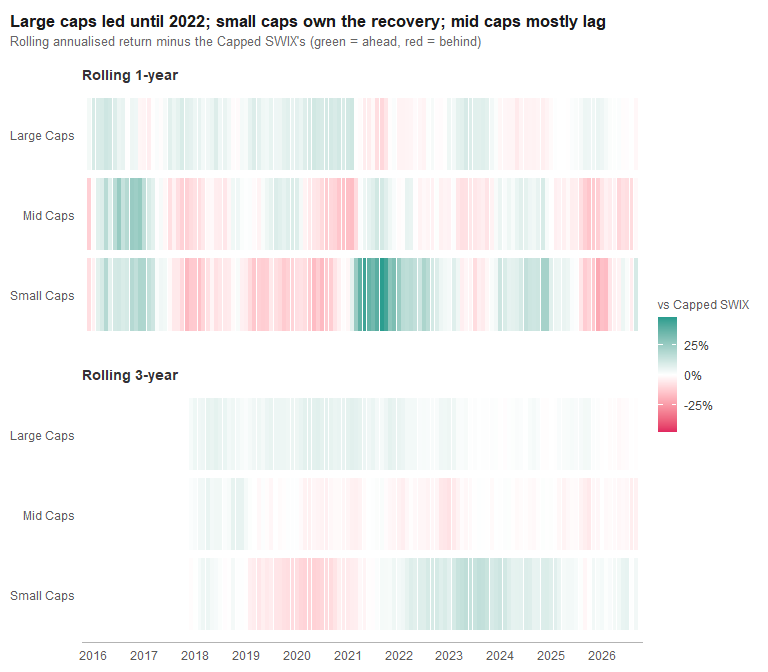 Large caps led until 2022; small caps own the recovery; mid caps mostly lag
Rolling annualised return minus the Capped SWIX's (green = ahead, red = behind)
Rolling 1-year
Large Caps
Mid Caps
Small Caps
vs Capped SWIX
25%
0%
-25%
Rolling 3-year
Large Caps
Mid Caps
Small Caps
2016 2017 2018 2019 2020 2021 2022 2023 2024 2025 2026